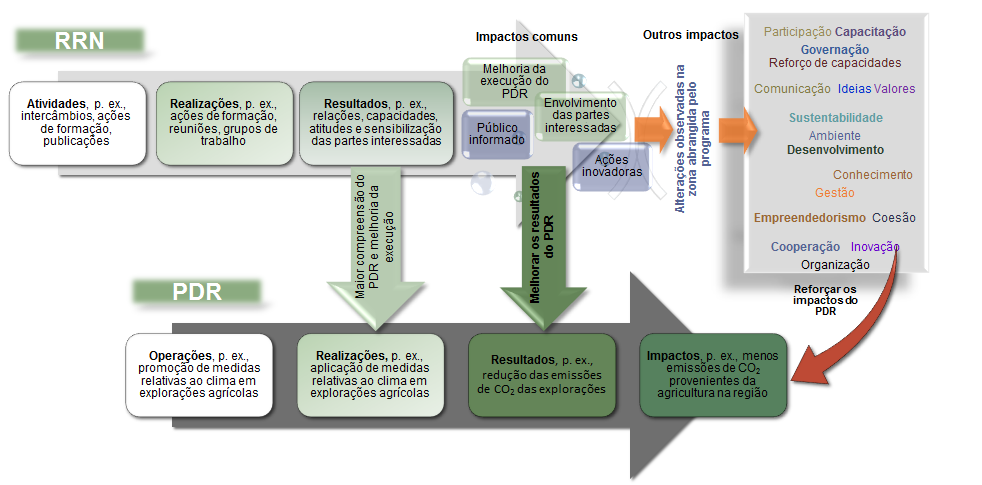 RRN
Atividades, p. ex.,
intercâmbios, ações
de formação,
publicações
Realizações, p. ex.,
ações de formação,
reuniões, grupos de
trabalho
Resultados, p. ex.,
relações, capacidades,
atitudes e sensibilização
das partes interessadas
Impactos comuns
Melhoria da
execução do
PDR
Envolvimento
das partes
interessadas
Público
informado
Ações
inovadoras
Outros impactos
Alterações observadas na
zona abrangida pelo
programa
Participação Capacitação
Governação
Reforço de capacidades
Comunicação Ideias Valores
Sustentabilidade
Ambiente
Desenvolvimento
Conhecimento
Gestão
Empreendedorismo Coesão
Cooperação Inovação
Organização
Maior compreensão do
PDR e melhoria da
execução
Melhorar os resultados
do PDR
Reforçar os
impactos do
PDR
PDR
Operações, p. ex.,
promoção de medidas
relativas ao clima em
explorações agrícolas
Realizações, p. ex.,
aplicação de medidas
relativas ao clima em
explorações agrícolas
Resultados, p. ex.,
redução das emissões
de CO₂ das explorações
Impactos, p. ex., menos
emissões de CO₂
provenientes da
agricultura na região